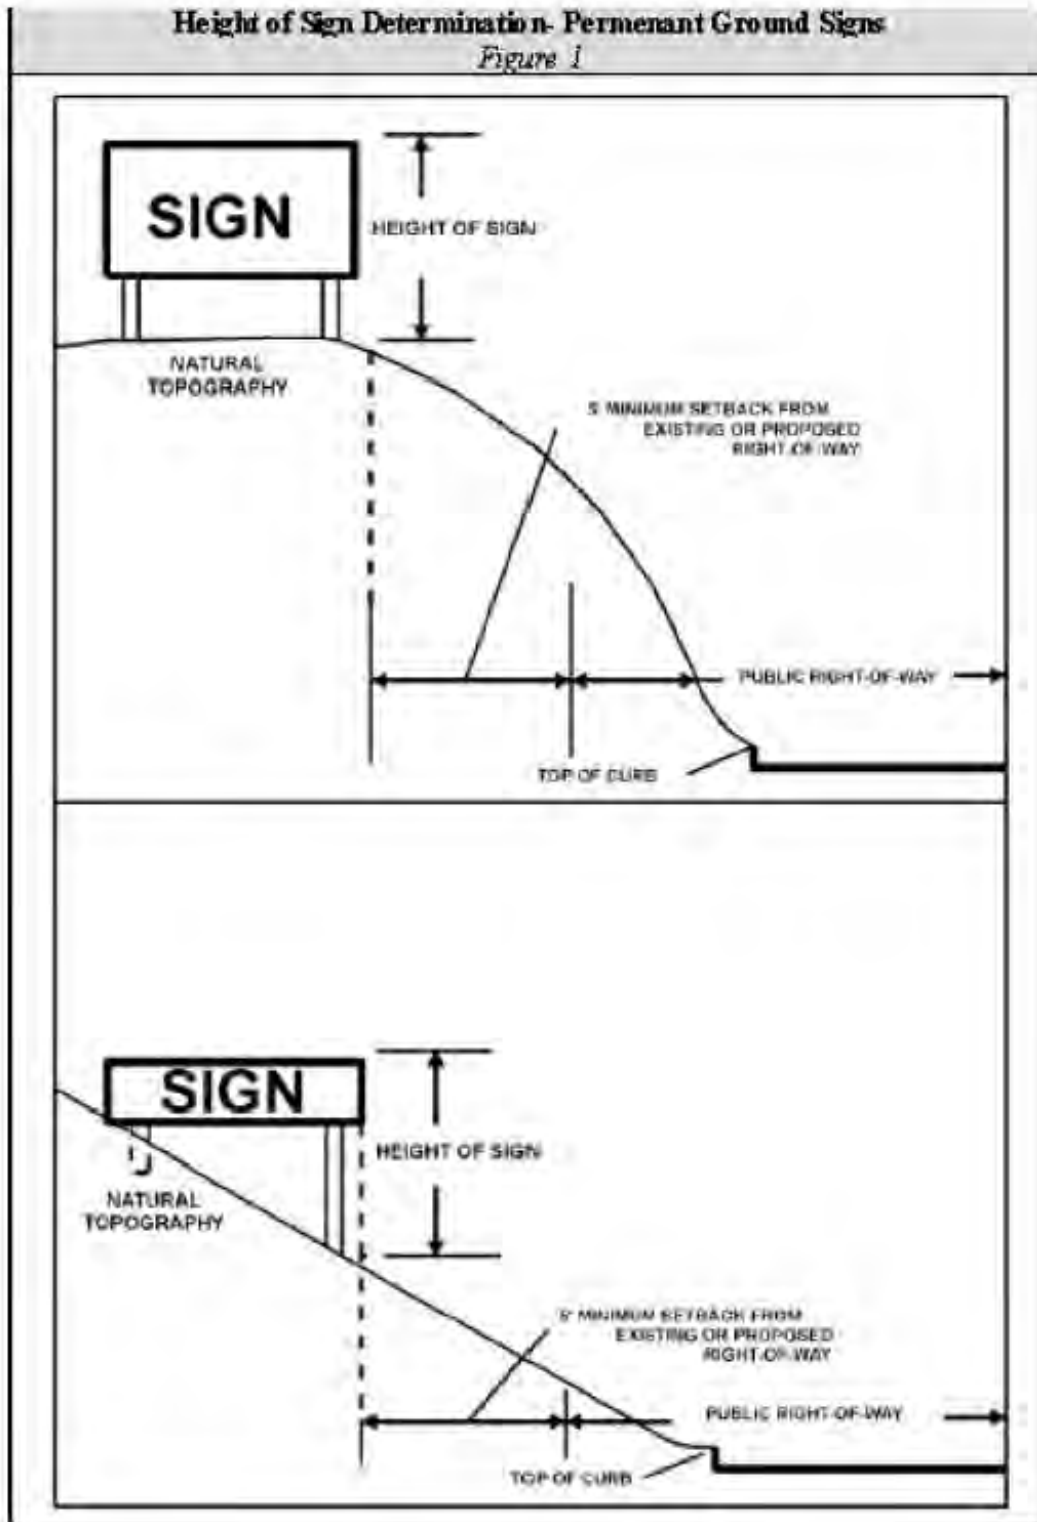 Height of Sign Determination- Permenant Ground Signs
Figure 1
SIGN
HEIGHT OF SIGN
NATURAL
TOPOGRAPHY
5' MINIMUM SETBACK FROM
EXISTING OR PROPOSED
RIGHT-OF-WAY
PUBLIC RIGHT-OF-WAY
TOP OF CURB
SIGN
HEIGHT OF SIGN
NATURAL
TOPOGRAPHY
5' MINIMUM SETBACK FROM
EXISTING OR PROPOSED
RIGHT-OF-WAY
PUBLIC RIGHT-OF-WAY
TOP OF CURB